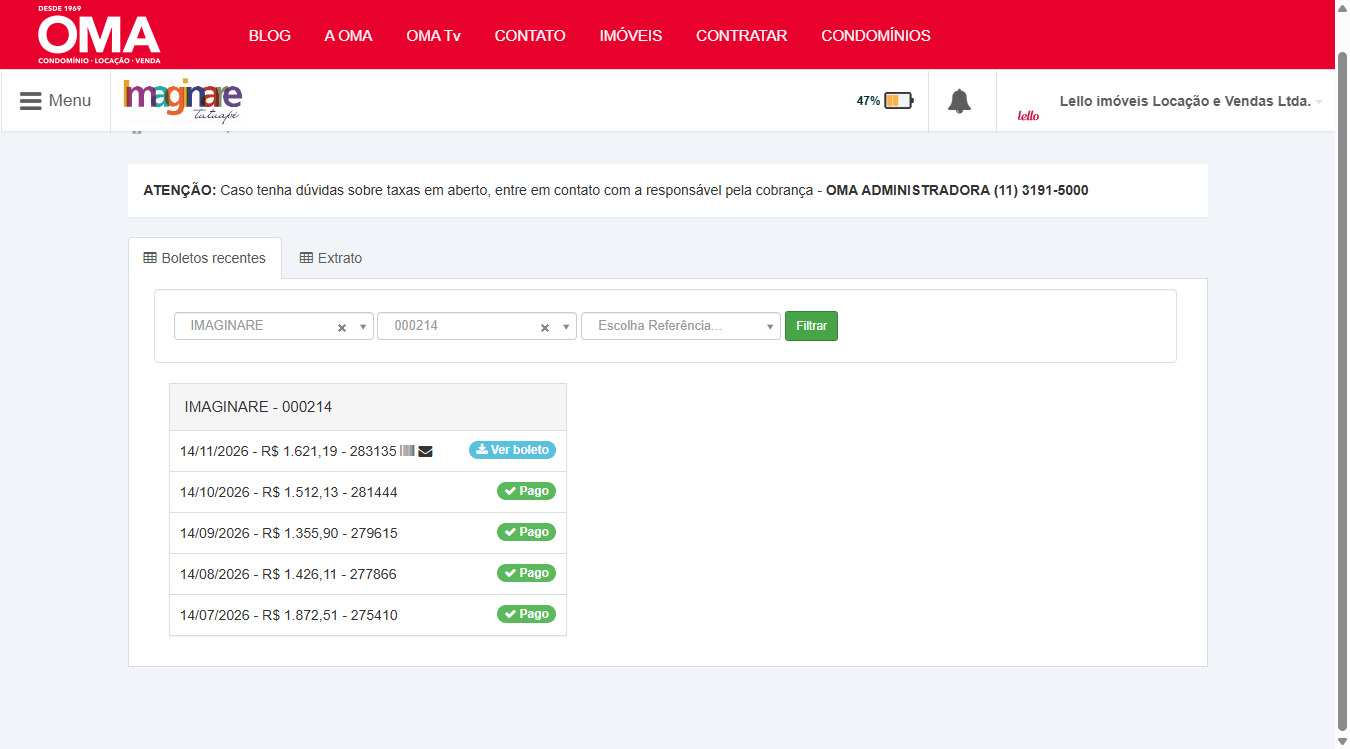 DESDE 1969
OMA
CONDOMÍNIO · LOCAÇÃO · VENDA
BLOG
A OMA
OMA Tv
CONTATO
IMÓVEIS
CONTRATAR
CONDOMÍNIOS
Menu
Imaginare
tatuapé
47%
lello
Lello imóveis Locação e Vendas Ltda.
ATENÇÃO: Caso tenha dúvidas sobre taxas em aberto, entre em contato com a responsável pela cobrança - OMA ADMINISTRADORA (11) 3191-5000
Boletos recentes
Extrato
IMAGINARE
000214
Escolha Referência...
Filtrar
IMAGINARE - 000214
14/11/2026 - R$ 1.621,19 - 283135 Ver boleto
14/10/2026 - R$ 1.512,13 - 281444 Pago
14/09/2026 - R$ 1.355,90 - 279615 Pago
14/08/2026 - R$ 1.426,11 - 277866 Pago
14/07/2026 - R$ 1.872,51 - 275410 Pago